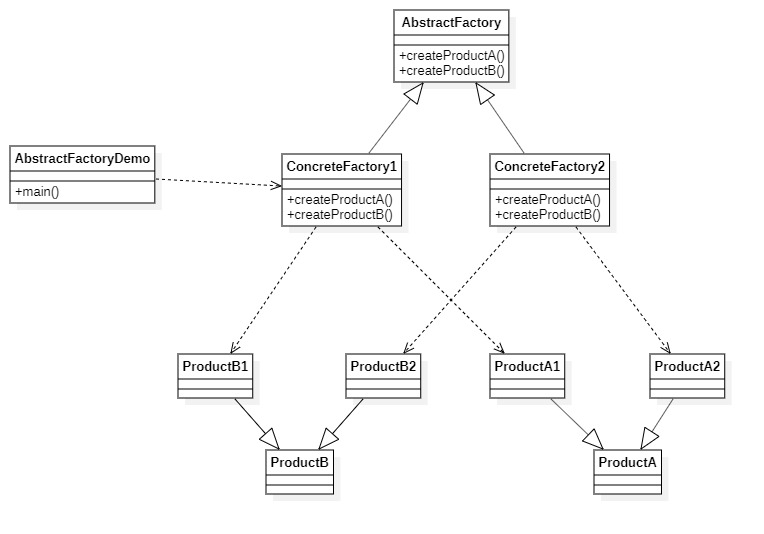 AbstractFactory
+createProductA()
+createProductB()
AbstractFactoryDemo
+main()
ConcreteFactory1
+createProductA()
+createProductB()
ConcreteFactory2
+createProductA()
+createProductB()
ProductB1
ProductB2
ProductA1
ProductA2
ProductB
ProductA